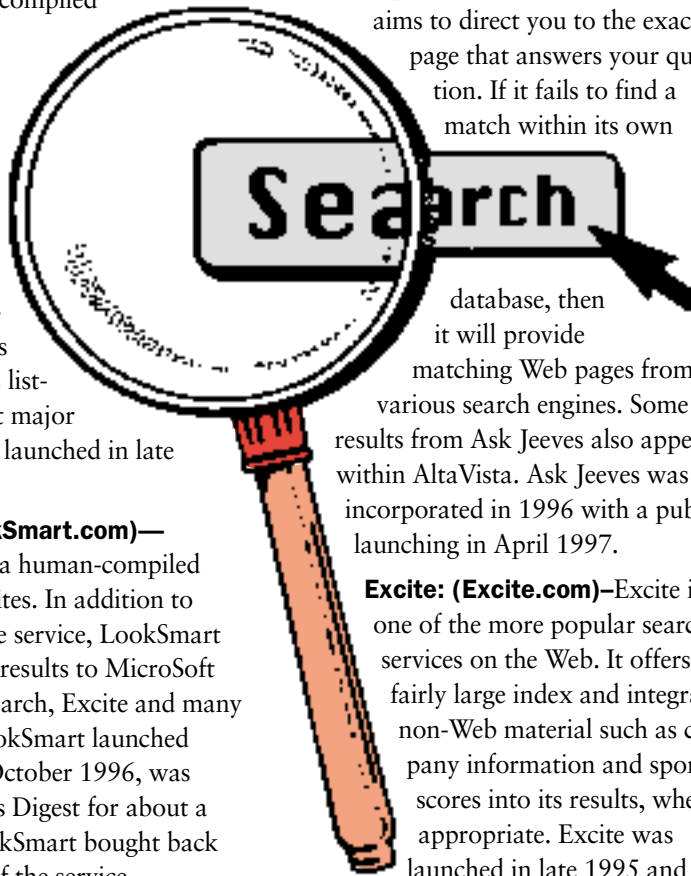 compiled
s
list-
t major
launched in late
kSmart.com)—
a human-compiled
ites. In addition to
e service, LookSmart
results to MicroSoft
arch, Excite and many
okSmart launched
October 1996, was
s Digest for about a
kSmart bought back
f the service
aims to direct you to the exac
page that answers your qu
tion. If it fails to find a
match within its own
Search
database, then
it will provide
matching Web pages from
various search engines. Some
results from Ask Jeeves also appe
within AltaVista. Ask Jeeves was
incorporated in 1996 with a pub
launching in April 1997.
Excite: (Excite.com)–Excite i
one of the more popular searc
services on the Web. It offers
fairly large index and integra
non-Web material such as c
pany information and spor
scores into its results, whe
appropriate. Excite was
launched in late 1995 and